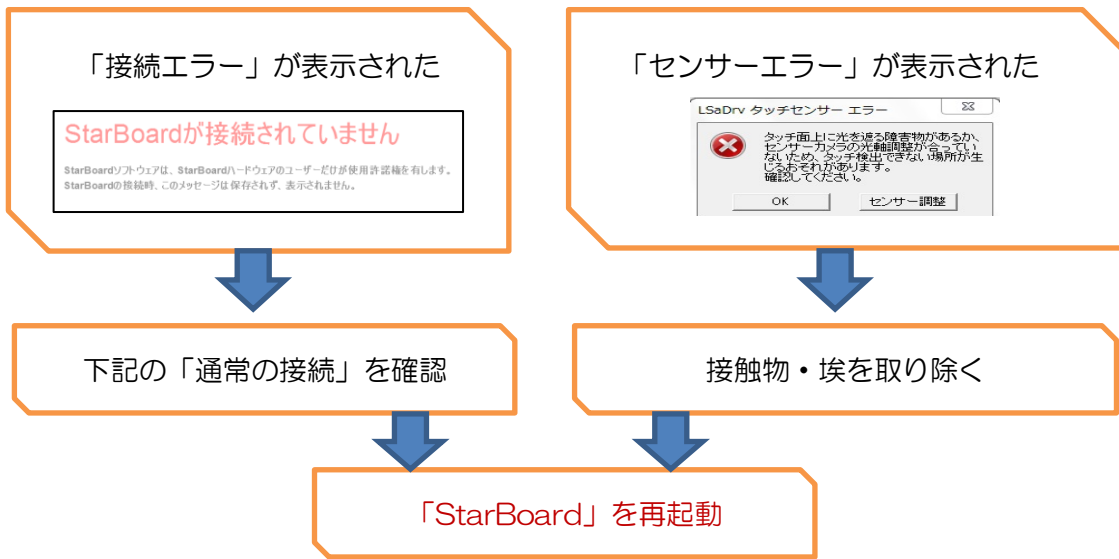 「接続エラー」が表示された
StarBoardが接続されていません
StarBoardソフトウェアは、StarBoardハードウェアのユーザーだけが使用許諾権を有します。
StarBoardの接続時、このメッセージは保存されず、表示されません。
「センサーエラー」が表示された
LSaDrv タッチセンサー エラー
タッチ面上に光を遮る障害物があるか、
センサーカメラの光軸調整が合ってい
ないため、タッチ検出できない場所が生
じるおそれがあります。
確認してください。
OK
センサー調整
下記の「通常の接続」を確認
接触物・埃を取り除く
「StarBoard」を再起動